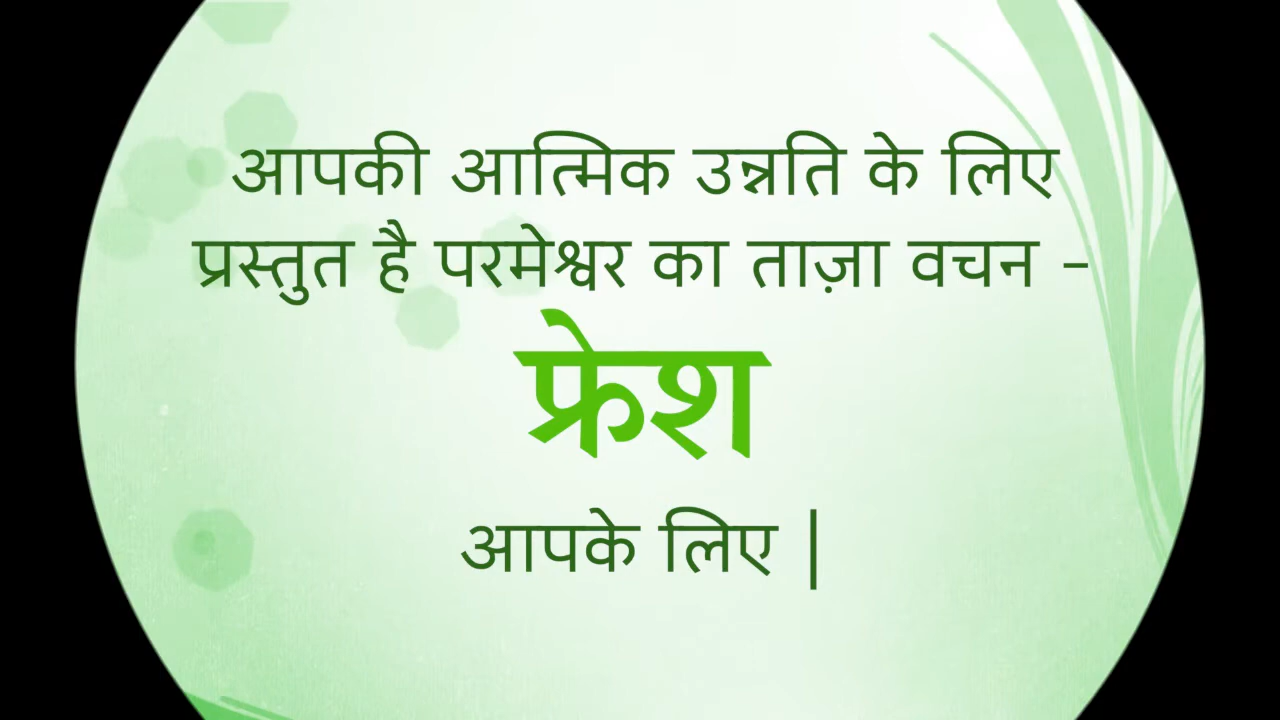 आपकी आत्मिक उन्नति के लिए
प्रस्तुत है परमेश्वर का ताज़ा वचन –
फ्रेश
आपके लिए |